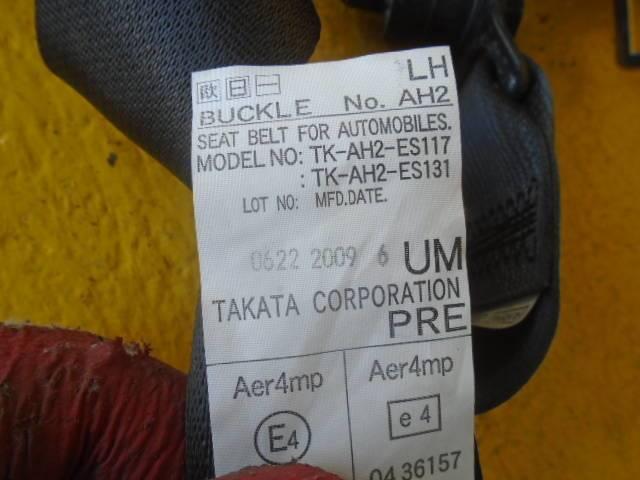 欧 日 一 LH
BUCKLE No. AH2
SEAT BELT FOR AUTOMOBILES.
MODEL NO: TK-AH2-ES117
: TK-AH2-ES131
LOT NO: MFD.DATE.
0622 2009 6 UM
TAKATA CORPORATION
PRE
Aer4mp Aer4mp
E4 e4
04 36157